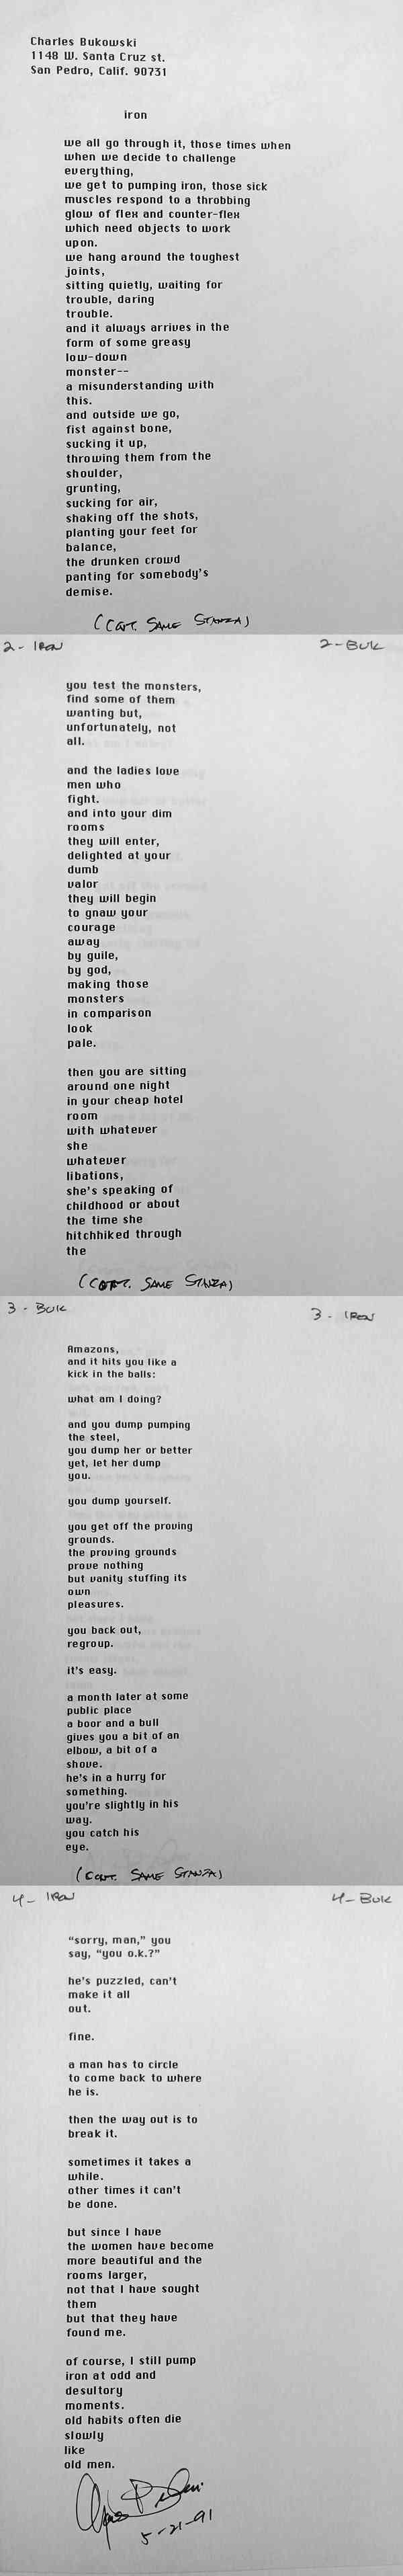 Charles Bukowski
1148 W. Santa Cruz st.
San Pedro, Calif. 90731
iron
we all go through it, those times when
when we decide to challenge
everything,
we get to pumping iron, those sick
muscles respond to a throbbing
glow of flex and counter-flex
which need objects to work
upon.
we hang around the toughest
joints,
sitting quietly, waiting for
trouble, daring
trouble.
and it always arrives in the
form of some greasy
low-down
monster--
a misunderstanding with
this.
and outside we go,
fist against bone,
sucking it up,
throwing them from the
shoulder,
grunting,
sucking for air,
shaking off the shots,
planting your feet for
balance,
the drunken crowd
panting for somebody's
demise.
(CONT. SAME STANZA)
2- IRON 2-BUK
you test the monsters,
find some of them
wanting but,
unfortunately, not
all.
and the ladies love
men who
fight.
and into your dim
rooms
they will enter,
delighted at your
dumb
valor
they will begin
to gnaw your
courage
away
by guile,
by god,
making those
monsters
in comparison
look
pale.
then you are sitting
around one night
in your cheap hotel
room
with whatever
she
whatever
libations,
she's speaking of
childhood or about
the time she
hitchhiked through
the
(CONT. SAME STANZA)
3 - BUK 3 - IRON
Amazons,
and it hits you like a
kick in the balls:
what am I doing?
and you dump pumping
the steel,
you dump her or better
yet, let her dump
you.
you dump yourself.
you get off the proving
grounds.
the proving grounds
prove nothing
but vanity stuffing its
own
pleasures.
you back out,
regroup.
it's easy.
a month later at some
public place
a boor and a bull
gives you a bit of an
elbow, a bit of a
shove.
he's in a hurry for
something.
you're slightly in his
way.
you catch his
eye.
(CONT. SAME STANZA)
4- IRON 4-BUK
“sorry, man,” you
say, “you o.k.?”
he's puzzled, can't
make it all
out.
fine.
a man has to circle
to come back to where
he is.
then the way out is to
break it.
sometimes it takes a
while.
other times it can't
be done.
but since I have
the women have become
more beautiful and the
rooms larger,
not that I have sought
them
but that they have
found me.
of course, I still pump
iron at odd and
desultory
moments.
old habits often die
slowly
like
old men.
5-21-91